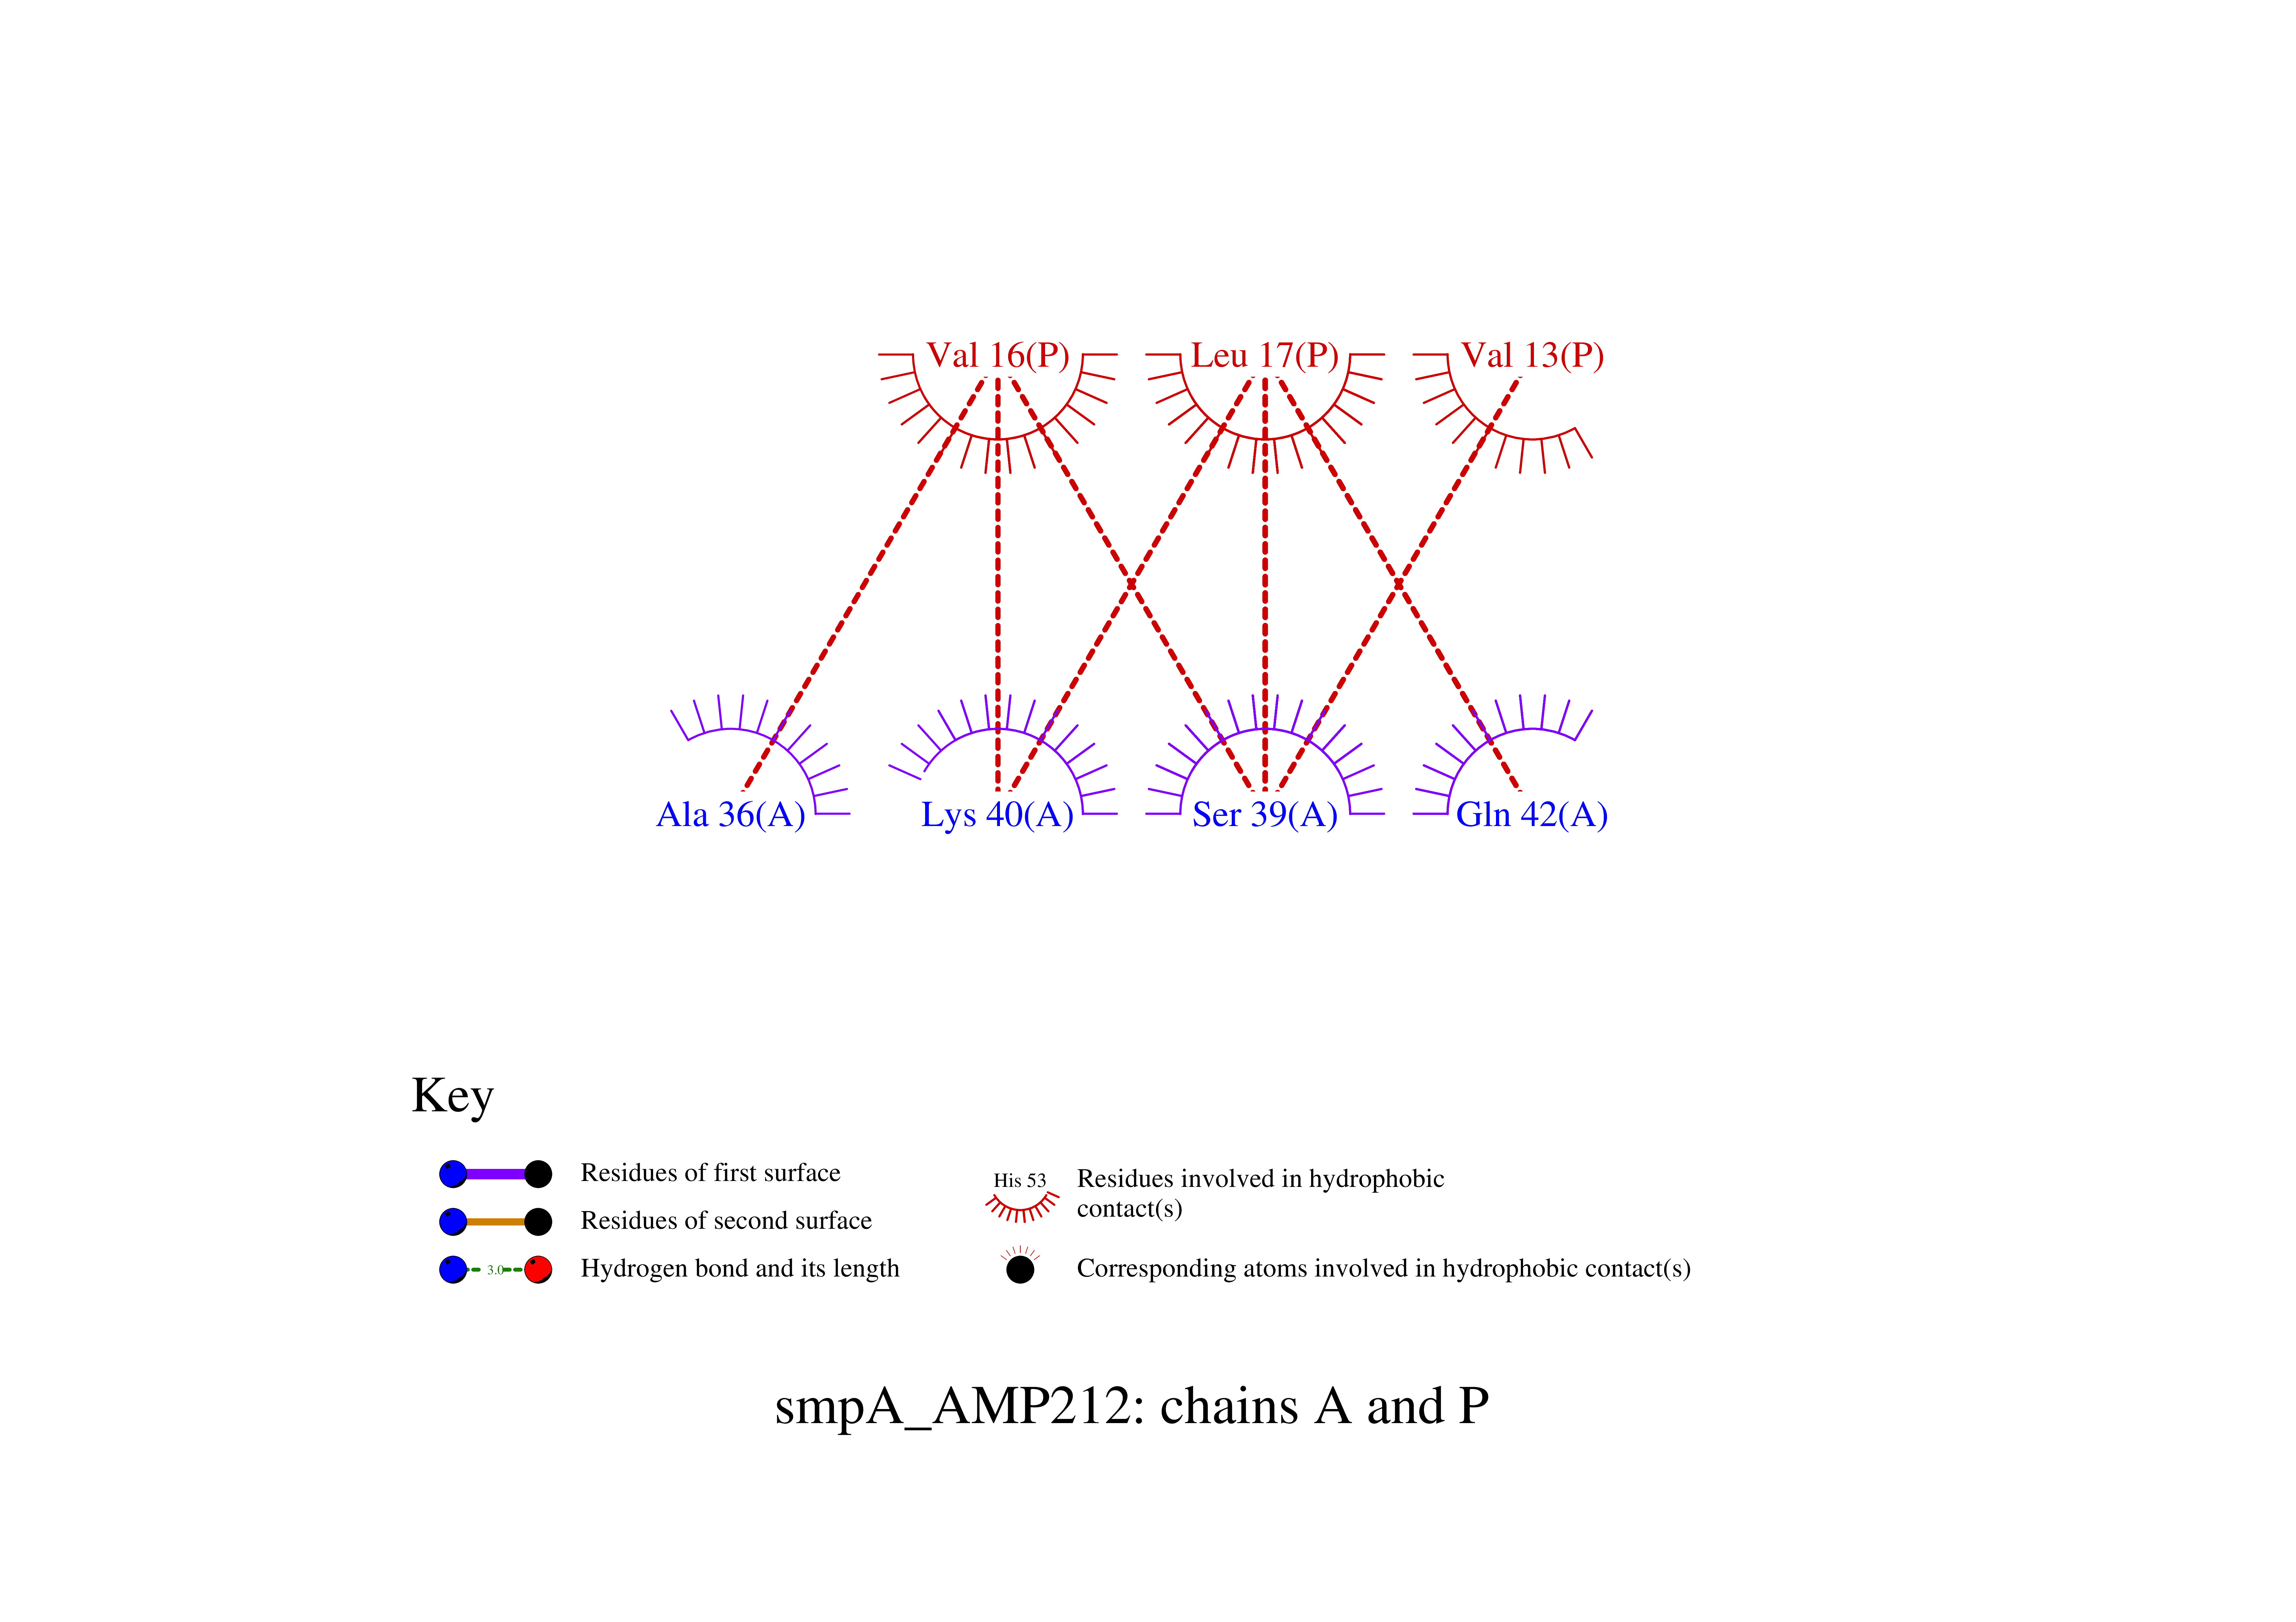 Val 16(P) Leu 17(P) Val 13(P)
Ala 36(A) Lys 40(A) Ser 39(A) Gln 42(A)
Key
Residues of first surface
Residues of second surface
3.0 Hydrogen bond and its length
His 53 Residues involved in hydrophobic
contact(s)
Corresponding atoms involved in hydrophobic contact(s)
smpA_AMP212: chains A and P